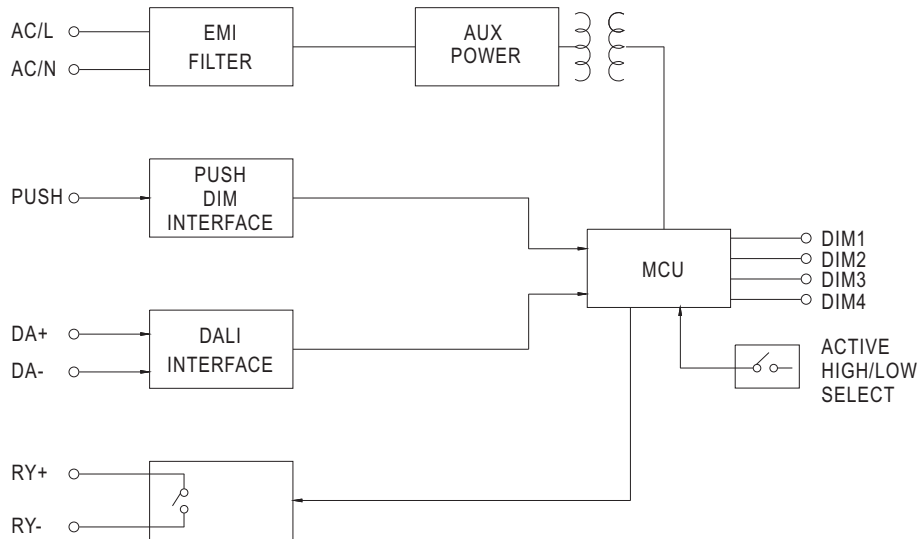 AC/L
AC/N
EMI
FILTER
AUX
POWER
PUSH
PUSH
DIM
INTERFACE
MCU
DIM1
DIM2
DIM3
DIM4
DA+
DA-
DALI
INTERFACE
ACTIVE
HIGH/LOW
SELECT
RY+
RY-